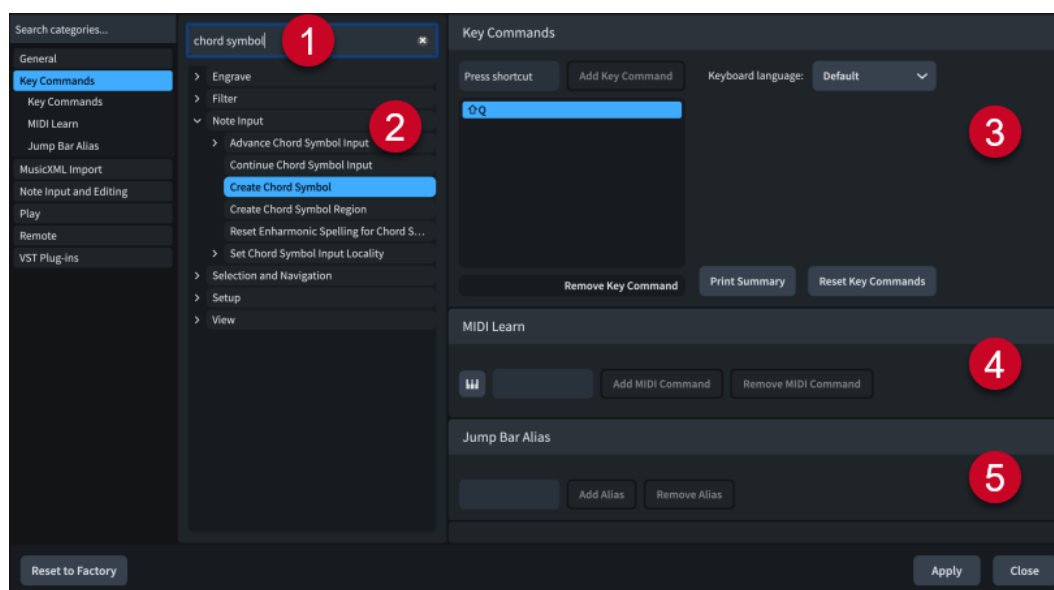 Search categories...
General
Key Commands
Key Commands
MIDI Learn
Jump Bar Alias
MusicXML Import
Note Input and Editing
Play
Remote
VST Plug-ins
chord symbol
1
Engrave
Filter
Note Input
2
Advance Chord Symbol Input
Continue Chord Symbol Input
Create Chord Symbol
Create Chord Symbol Region
Reset Enharmonic Spelling for Chord S...
Set Chord Symbol Input Locality
Selection and Navigation
Setup
View
Key Commands
Press shortcut Add Key Command Keyboard language: Default
⇧Q
3
Remove Key Command Print Summary Reset Key Commands
MIDI Learn
4
Add MIDI Command Remove MIDI Command
Jump Bar Alias
5
Add Alias Remove Alias
Reset to Factory Apply Close